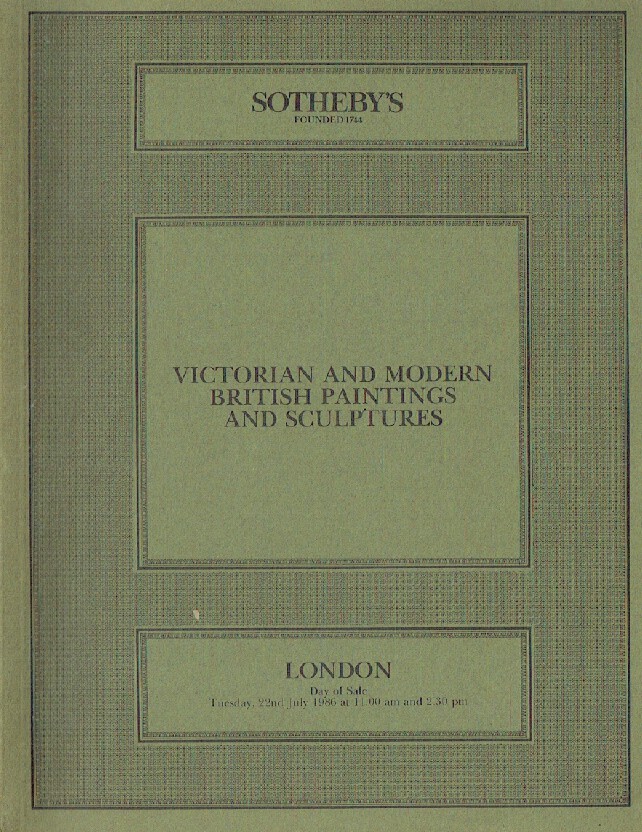 SOTHEBY'S
FOUNDED 1744
VICTORIAN AND MODERN
BRITISH PAINTINGS
AND SCULPTURES
LONDON
Day of Sale
Tuesday, 22nd July 1986 at 11.00 am and 2.30 pm